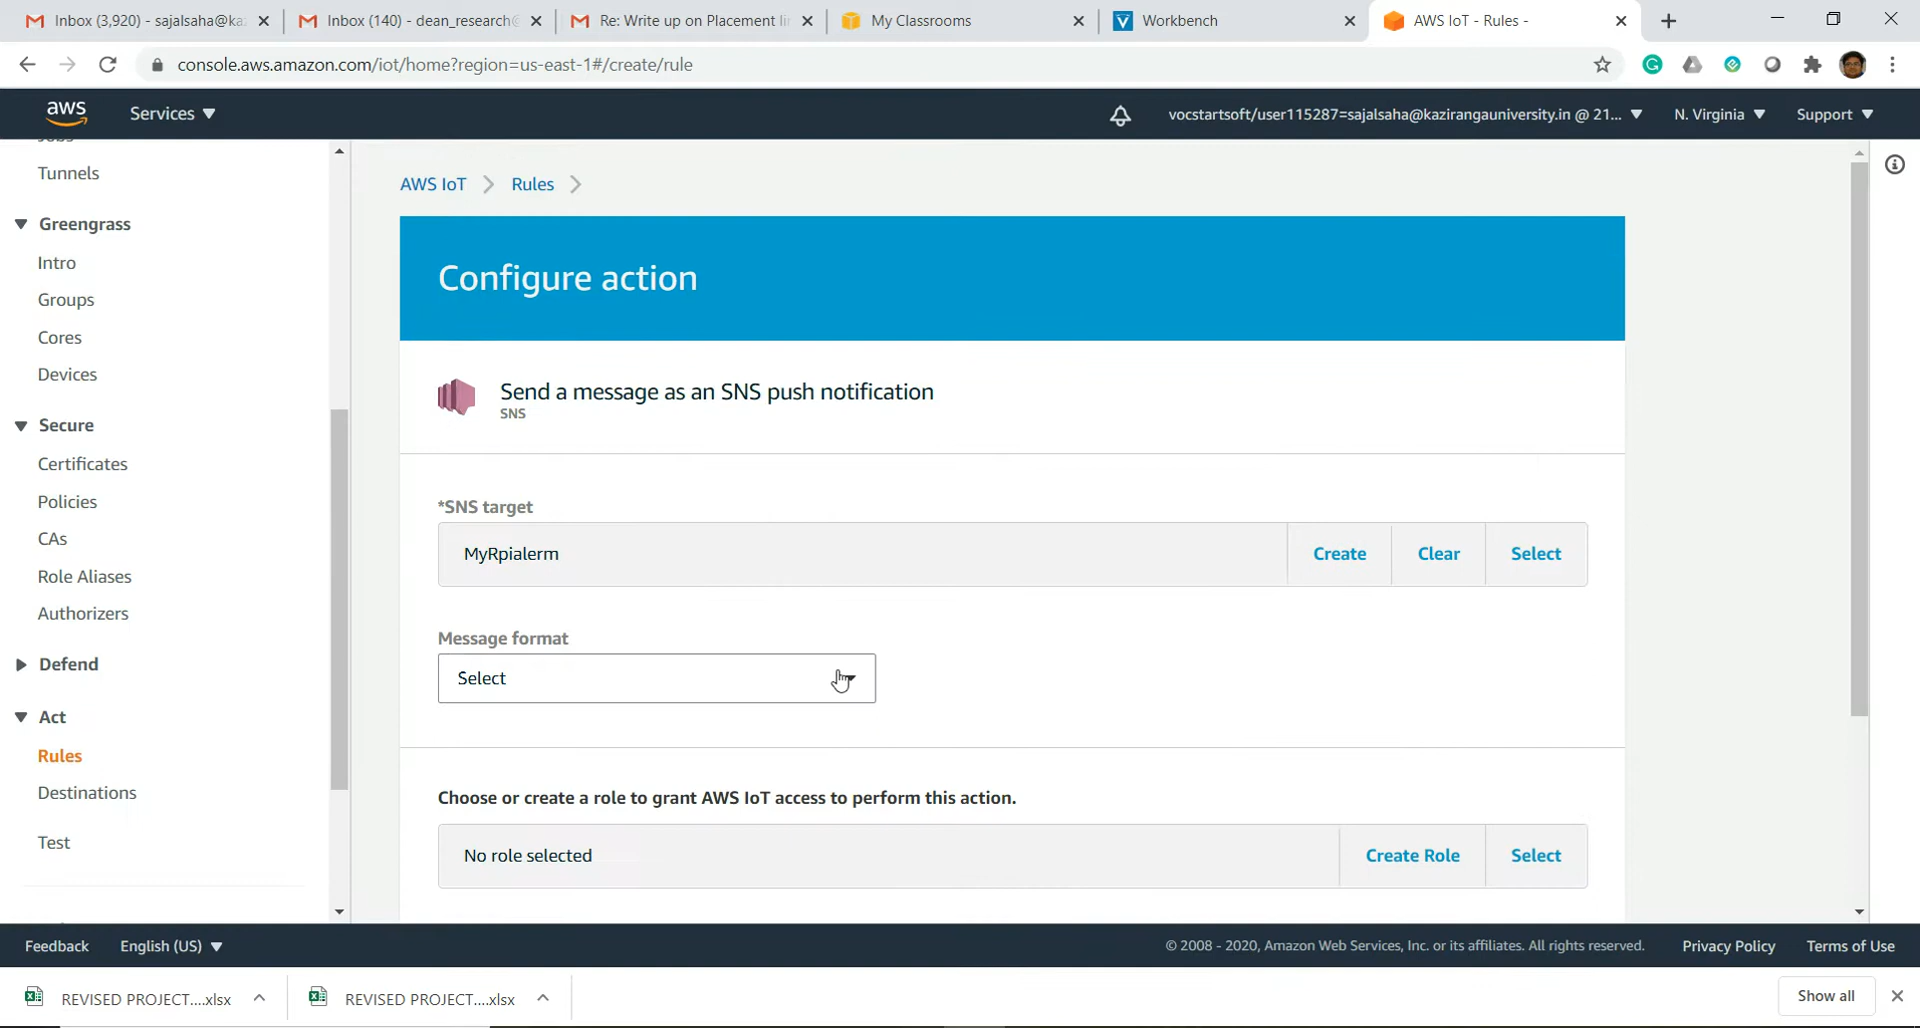 Inbox (3,920) - sajalsaha@ka
Inbox (140) - dean_research@
Re: Write up on Placement li
My Classrooms
Workbench
AWS IoT - Rules -
console.aws.amazon.com/iot/home?region=us-east-1#/create/rule
aws
Services
vocstartsoft/user115287=sajalsaha@kazirangauniversity.in @ 21...
N. Virginia
Support
Jobs
Tunnels
Greengrass
Intro
Groups
Cores
Devices
Secure
Certificates
Policies
CAs
Role Aliases
Authorizers
Defend
Act
Rules
Destinations
Test
AWS IoT
Rules
Configure action
Send a message as an SNS push notification
SNS
*SNS target
MyRpialerm
Create
Clear
Select
Message format
Select
Choose or create a role to grant AWS IoT access to perform this action.
No role selected
Create Role
Select
Feedback
English (US)
© 2008 - 2020, Amazon Web Services, Inc. or its affiliates. All rights reserved.
Privacy Policy
Terms of Use
REVISED PROJECT....xlsx
REVISED PROJECT....xlsx
Show all